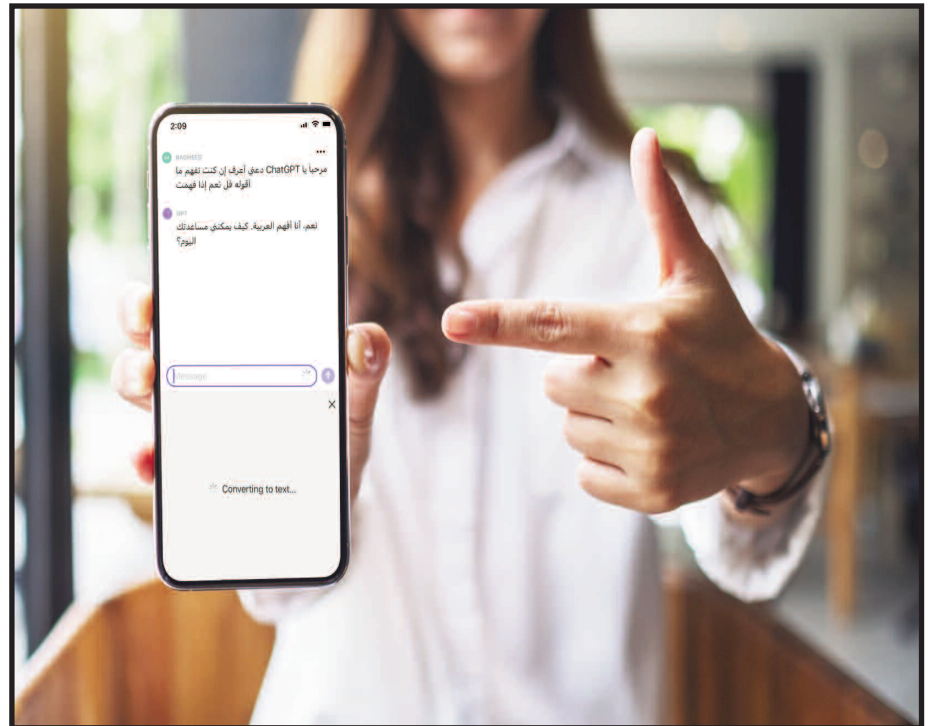 2:09
مرحباً يا ChatGPT دعني أعرف إن كنت تفهم ما
أقوله قل نعم إذا فهمت
GPT
نعم، أنا أفهم العربية. كيف يمكنني مساعدتك
اليوم؟
Message
Converting to text...